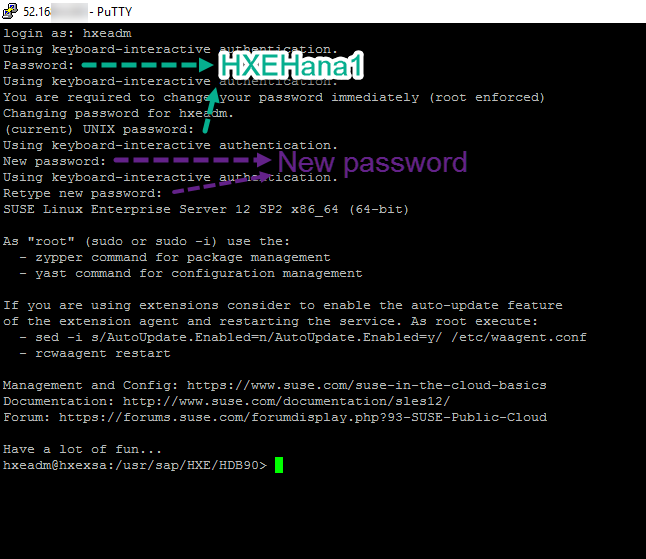 52.16 - PuTTY
login as: hxeadm
Using keyboard-interactive authentication.
Password: HXEHana1
Using keyboard-interactive authentication.
You are required to change your password immediately (root enforced)
Changing password for hxeadm.
(current) UNIX password:
Using keyboard-interactive authentication.
New password: New password
Using keyboard-interactive authentication.
Retype new password:
SUSE Linux Enterprise Server 12 SP2 x86_64 (64-bit)
As "root" (sudo or sudo -i) use the:
- zypper command for package management
- yast command for configuration management
If you are using extensions consider to enable the auto-update feature
of the extension agent and restarting the service. As root execute:
- sed -i s/AutoUpdate.Enabled=n/AutoUpdate.Enabled=y/ /etc/waagent.conf
- rcwaagent restart
Management and Config: https://www.suse.com/suse-in-the-cloud-basics
Documentation: http://www.suse.com/documentation/sles12/
Forum: https://forums.suse.com/forumdisplay.php?93-SUSE-Public-Cloud
Have a lot of fun...
hxeadm@hxexsa:/usr/sap/HXE/HDB90>